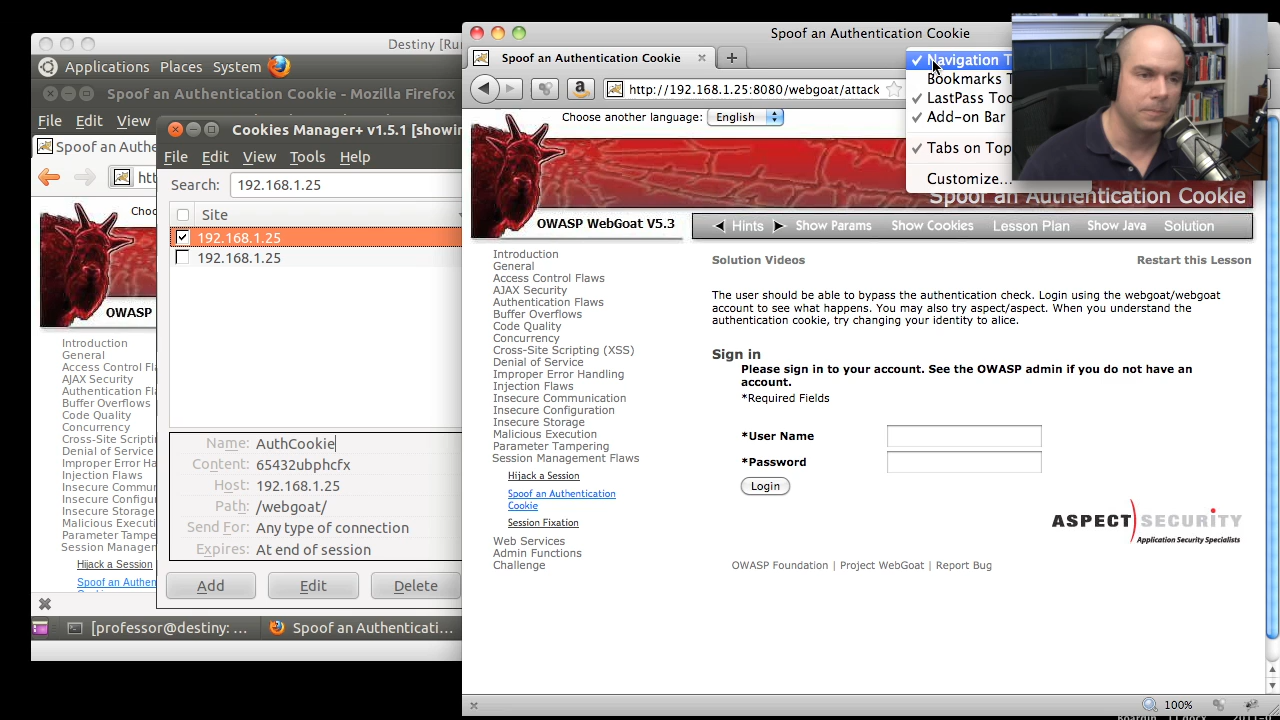 Destiny [Ru
Applications Places System
Spoof an Authentication Cookie - Mozilla Firefox
File Edit View
Spoof an Au
htt
Choo
OWASP
Introduction
General
Access Control Fl
AJAX Security
Authentication Fl
Buffer Overflows
Code Quality
Concurrency
Cross-Site Scripti
Denial of Service
Improper Error Ha
Injection Flaws
Insecure Commun
Insecure Configur
Insecure Storage
Malicious Executi
Parameter Tamper
Session Managem
Hijack a Session
Spoof an Authen
[professor@destiny: ...
Spoof an Authenticati...
Cookies Manager+ v1.5.1 [showin
File Edit View Tools Help
Search: 192.168.1.25
Site
192.168.1.25
192.168.1.25
Name: AuthCookie
Content: 65432ubphcfx
Host: 192.168.1.25
Path: /webgoat/
Send For: Any type of connection
Expires: At end of session
Add Edit Delete
Spoof an Authentication Cookie
Spoof an Authentication Cookie
http://192.168.1.25:8080/webgoat/attack
Navigation T
Bookmarks T
LastPass Too
Add-on Bar
Tabs on Top
Customize...
Choose another language: English
Spoof an Authentication Cookie
OWASP WebGoat V5.3
Hints Show Params Show Cookies Lesson Plan Show Java Solution
Introduction
General
Access Control Flaws
AJAX Security
Authentication Flaws
Buffer Overflows
Code Quality
Concurrency
Cross-Site Scripting (XSS)
Denial of Service
Improper Error Handling
Injection Flaws
Insecure Communication
Insecure Configuration
Insecure Storage
Malicious Execution
Parameter Tampering
Session Management Flaws
Hijack a Session
Spoof an Authentication
Cookie
Session Fixation
Web Services
Admin Functions
Challenge
Solution Videos Restart this Lesson
The user should be able to bypass the authentication check. Login using the webgoat/webgoat
account to see what happens. You may also try aspect/aspect. When you understand the
authentication cookie, try changing your identity to alice.
Sign in
Please sign in to your account. See the OWASP admin if you do not have an
account.
*Required Fields
*User Name
*Password
Login
ASPECT SECURITY
Application Security Specialists
OWASP Foundation | Project WebGoat | Report Bug
100%